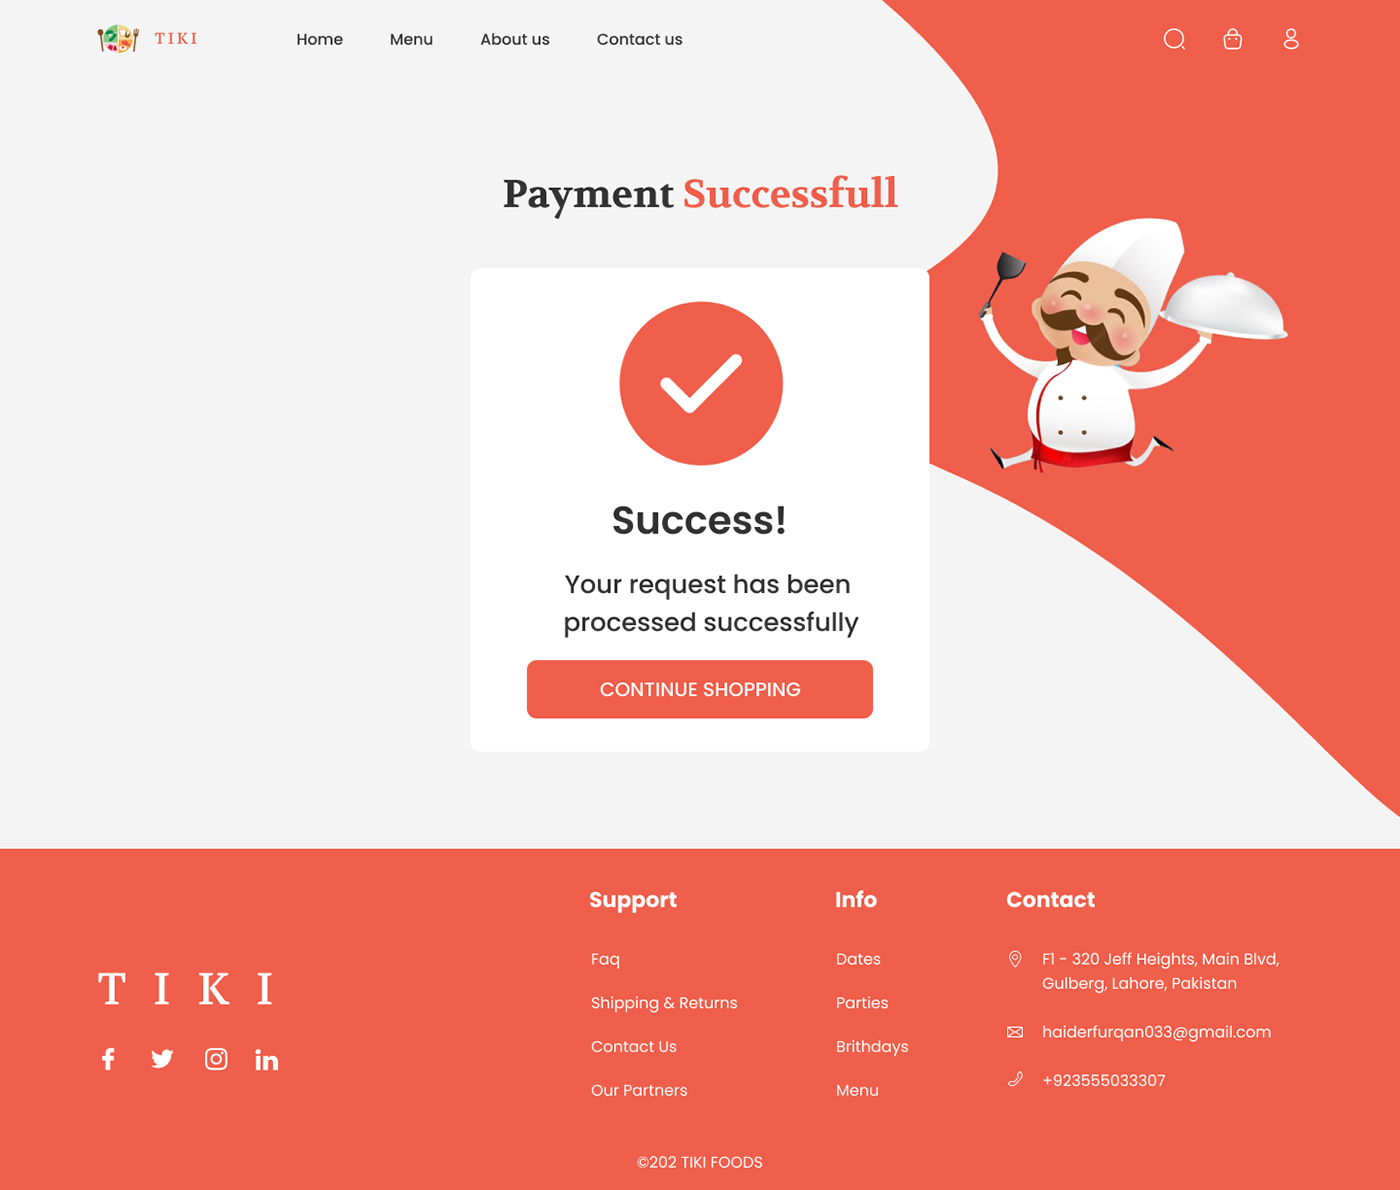 TIKI
Home
Menu
About us
Contact us
Payment Successfull
Success!
Your request has been
processed successfully
CONTINUE SHOPPING
TIKI
Support
Faq
Shipping & Returns
Contact Us
Our Partners
Info
Dates
Parties
Brithdays
Menu
Contact
F1 - 320 Jeff Heights, Main Blvd,
Gulberg, Lahore, Pakistan
haiderfurqan033@gmail.com
+923555033307
©202 TIKI FOODS